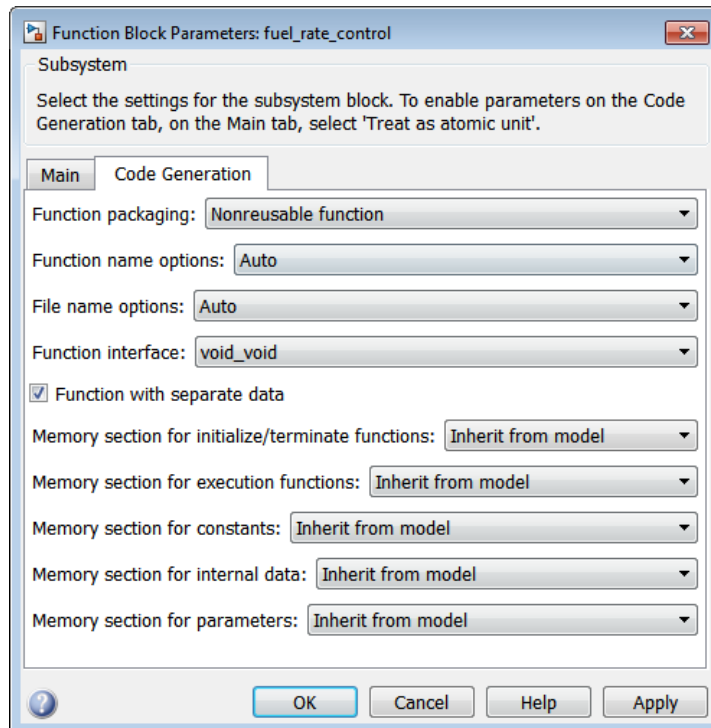 Function Block Parameters: fuel_rate_control
Subsystem
Select the settings for the subsystem block. To enable parameters on the Code
Generation tab, on the Main tab, select 'Treat as atomic unit'.
Main Code Generation
Function packaging: Nonreusable function
Function name options: Auto
File name options: Auto
Function interface: void_void
Function with separate data
Memory section for initialize/terminate functions: Inherit from model
Memory section for execution functions: Inherit from model
Memory section for constants: Inherit from model
Memory section for internal data: Inherit from model
Memory section for parameters: Inherit from model
? OK Cancel Help Apply